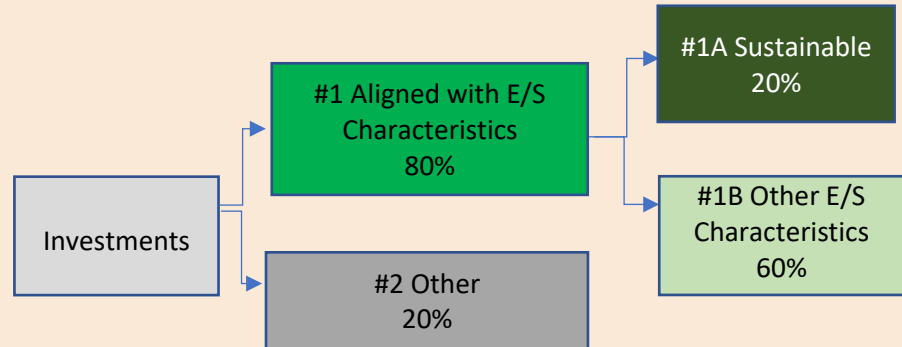 Investments
#1 Aligned with E/S
Characteristics
80%
#2 Other
20%
#1A Sustainable
20%
#1B Other E/S
Characteristics
60%